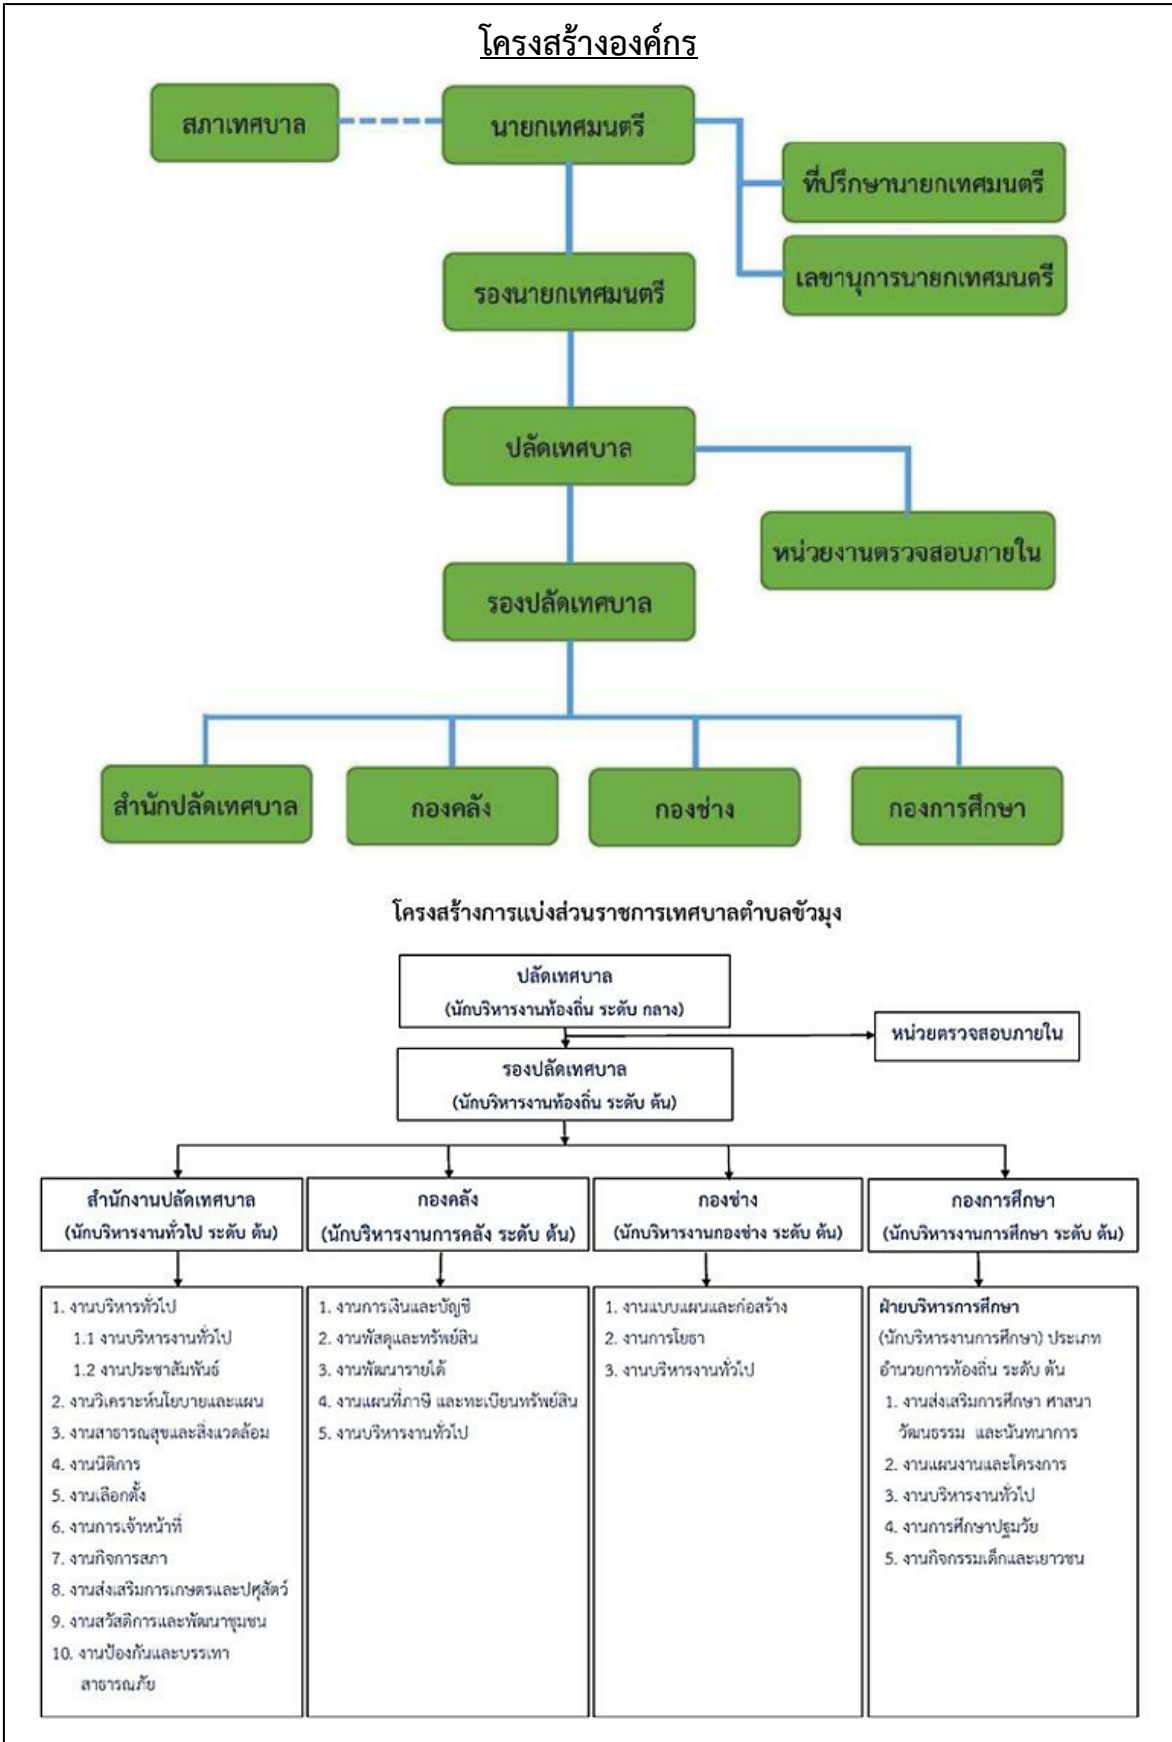 โครงสร้างองค์กร
สภาเทศบาล
นายกเทศมนตรี
ที่ปรึกษานายกเทศมนตรี
เลขานุการนายกเทศมนตรี
รองนายกเทศมนตรี
ปลัดเทศบาล
หน่วยงานตรวจสอบภายใน
รองปลัดเทศบาล
สำนักปลัดเทศบาล
กองคลัง
กองช่าง
กองการศึกษา
โครงสร้างการแบ่งส่วนราชการเทศบาลตำบลขัวมุง
ปลัดเทศบาล
(นักบริหารงานท้องถิ่น ระดับ กลาง)
หน่วยตรวจสอบภายใน
รองปลัดเทศบาล
(นักบริหารงานท้องถิ่น ระดับ ต้น)
สำนักงานปลัดเทศบาล
(นักบริหารงานทั่วไป ระดับ ต้น)
กองคลัง
(นักบริหารงานการคลัง ระดับ ต้น)
กองช่าง
(นักบริหารงานกองช่าง ระดับ ต้น)
กองการศึกษา
(นักบริหารงานการศึกษา ระดับ ต้น)
1. งานบริหารทั่วไป
1.1 งานบริหารงานทั่วไป
1.2 งานประชาสัมพันธ์
2. งานวิเคราะห์นโยบายและแผน
3. งานสาธารณสุขและสิ่งแวดล้อม
4. งานนิติการ
5. งานเลือกตั้ง
6. งานการเจ้าหน้าที่
7. งานกิจการสภา
8. งานส่งเสริมการเกษตรและปศุสัตว์
9. งานสวัสดิการและพัฒนาชุมชน
10. งานป้องกันและบรรเทา
สาธารณภัย
1. งานการเงินและบัญชี
2. งานพัสดุและทรัพย์สิน
3. งานพัฒนารายได้
4. งานแผนที่ภาษี และทะเบียนทรัพย์สิน
5. งานบริหารงานทั่วไป
1. งานแบบแผนและก่อสร้าง
2. งานการโยธา
3. งานบริหารงานทั่วไป
ฝ่ายบริหารการศึกษา
(นักบริหารงานการศึกษา) ประเภท
อำนวยการท้องถิ่น ระดับ ต้น
1. งานส่งเสริมการศึกษา ศาสนา
วัฒนธรรม และนันทนาการ
2. งานแผนงานและโครงการ
3. งานบริหารงานทั่วไป
4. งานการศึกษาปฐมวัย
5. งานกิจกรรมเด็กและเยาวชน